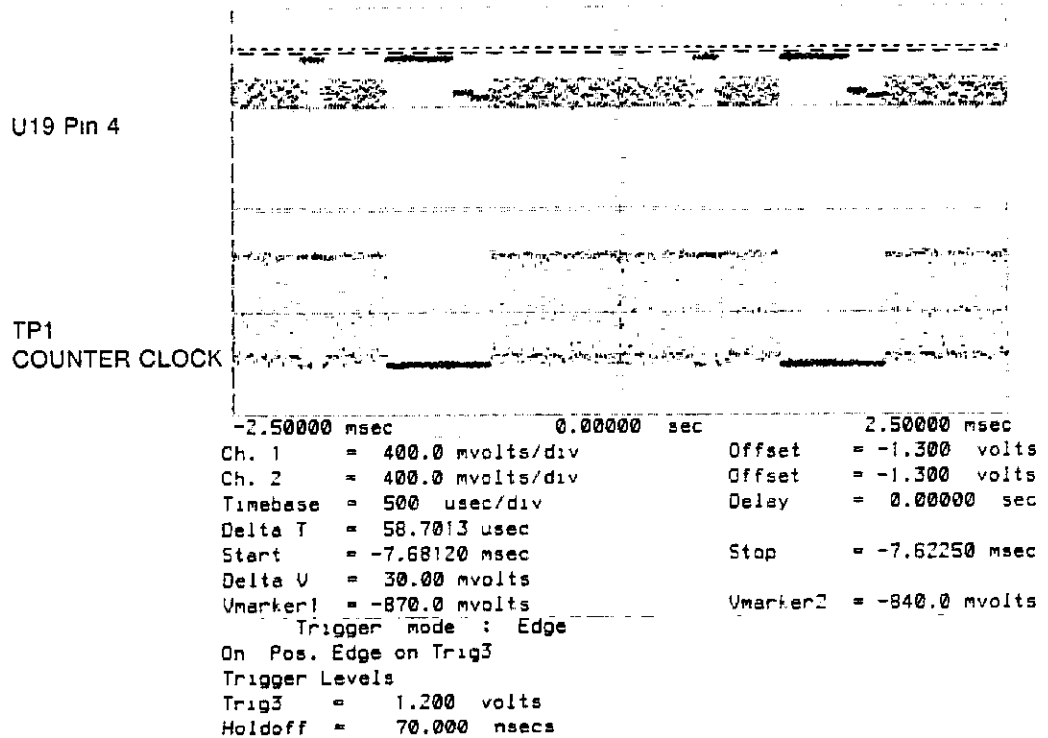 U19 Pin 4
TP1
COUNTER CLOCK
-2.50000 msec 0.00000 sec 2.50000 msec
Ch. 1 = 400.0 mvolts/div Offset = -1.300 volts
Ch. 2 = 400.0 mvolts/div Offset = -1.300 volts
Timebase = 500 usec/div Delay = 0.00000 sec
Delta T = 58.7013 usec
Start = -7.68120 msec Stop = -7.62250 msec
Delta V = 30.00 mvolts
Vmarker1 = -870.0 mvolts Vmarker2 = -840.0 mvolts
Trigger mode : Edge
On Pos. Edge on Trig3
Trigger Levels
Trig3 = 1.200 volts
Holdoff = 70.000 nsecs